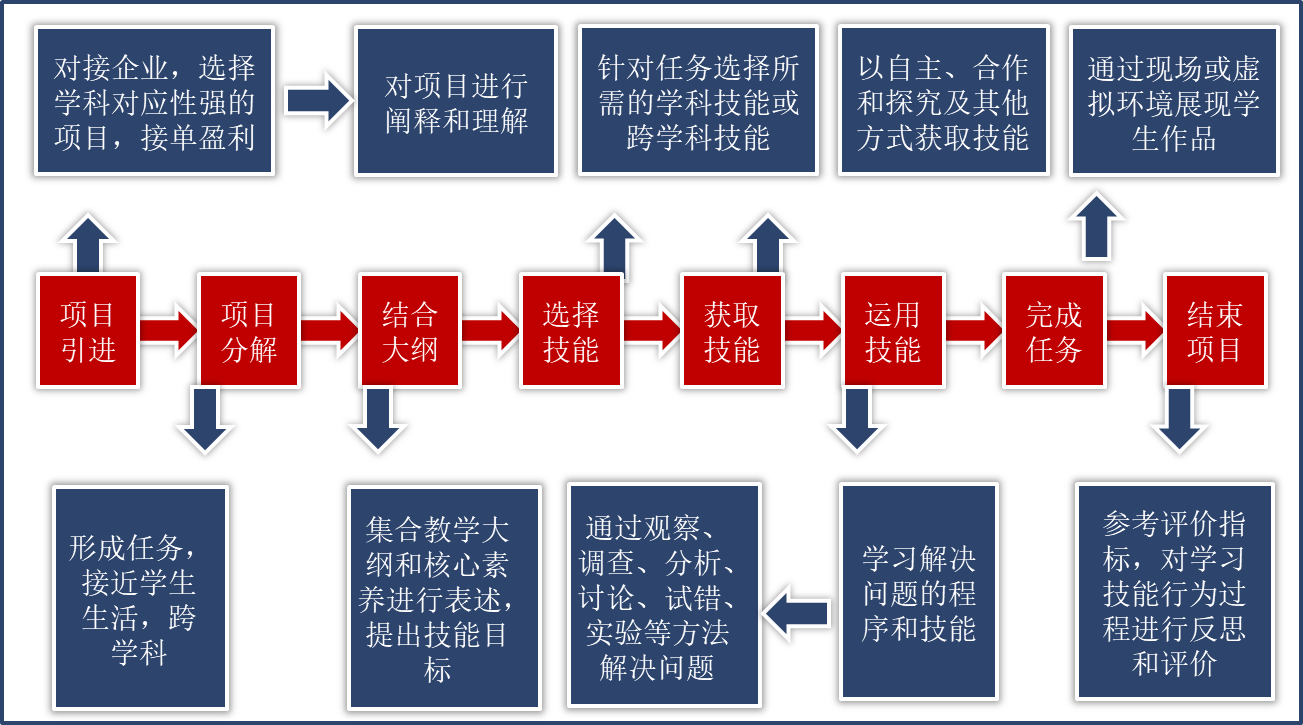 对接企业，选择
学科对应性强的
项目，接单盈利
对项目进行
阐释和理解
针对任务选择所
需的学科技能或
跨学科技能
以自主、合作
和探究及其他
方式获取技能
通过现场或虚
拟环境展现学
生作品
项目
引进
项目
分解
结合
大纲
选择
技能
获取
技能
运用
技能
完成
任务
结束
项目
形成任务，
接近学生
生活，跨
学科
集合教学大
纲和核心素
养进行表述，
提出技能目
标
通过观察、
调查、分析、
讨论、试错、
实验等方法
解决问题
学习解决
问题的程
序和技能
参考评价指
标，对学习
技能行为过
程进行反思
和评价